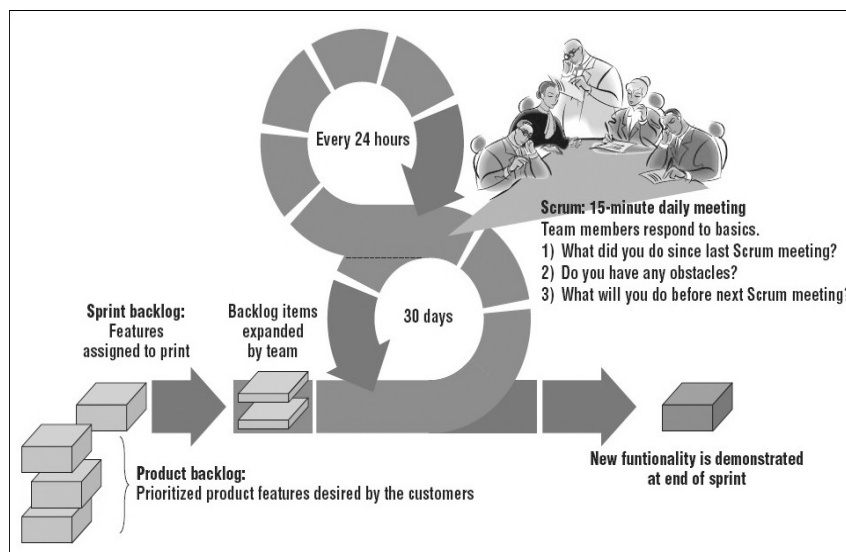 Every 24 hours
Scrum: 15-minute daily meeting
Team members respond to basics.
1) What did you do since last Scrum meeting?
2) Do you have any obstacles?
3) What will you do before next Scrum meeting?
30 days
Sprint backlog:
Features
assigned to print
Backlog items
expanded
by team
Product backlog:
Prioritized product features desired by the customers
New funtionality is demonstrated
at end of sprint